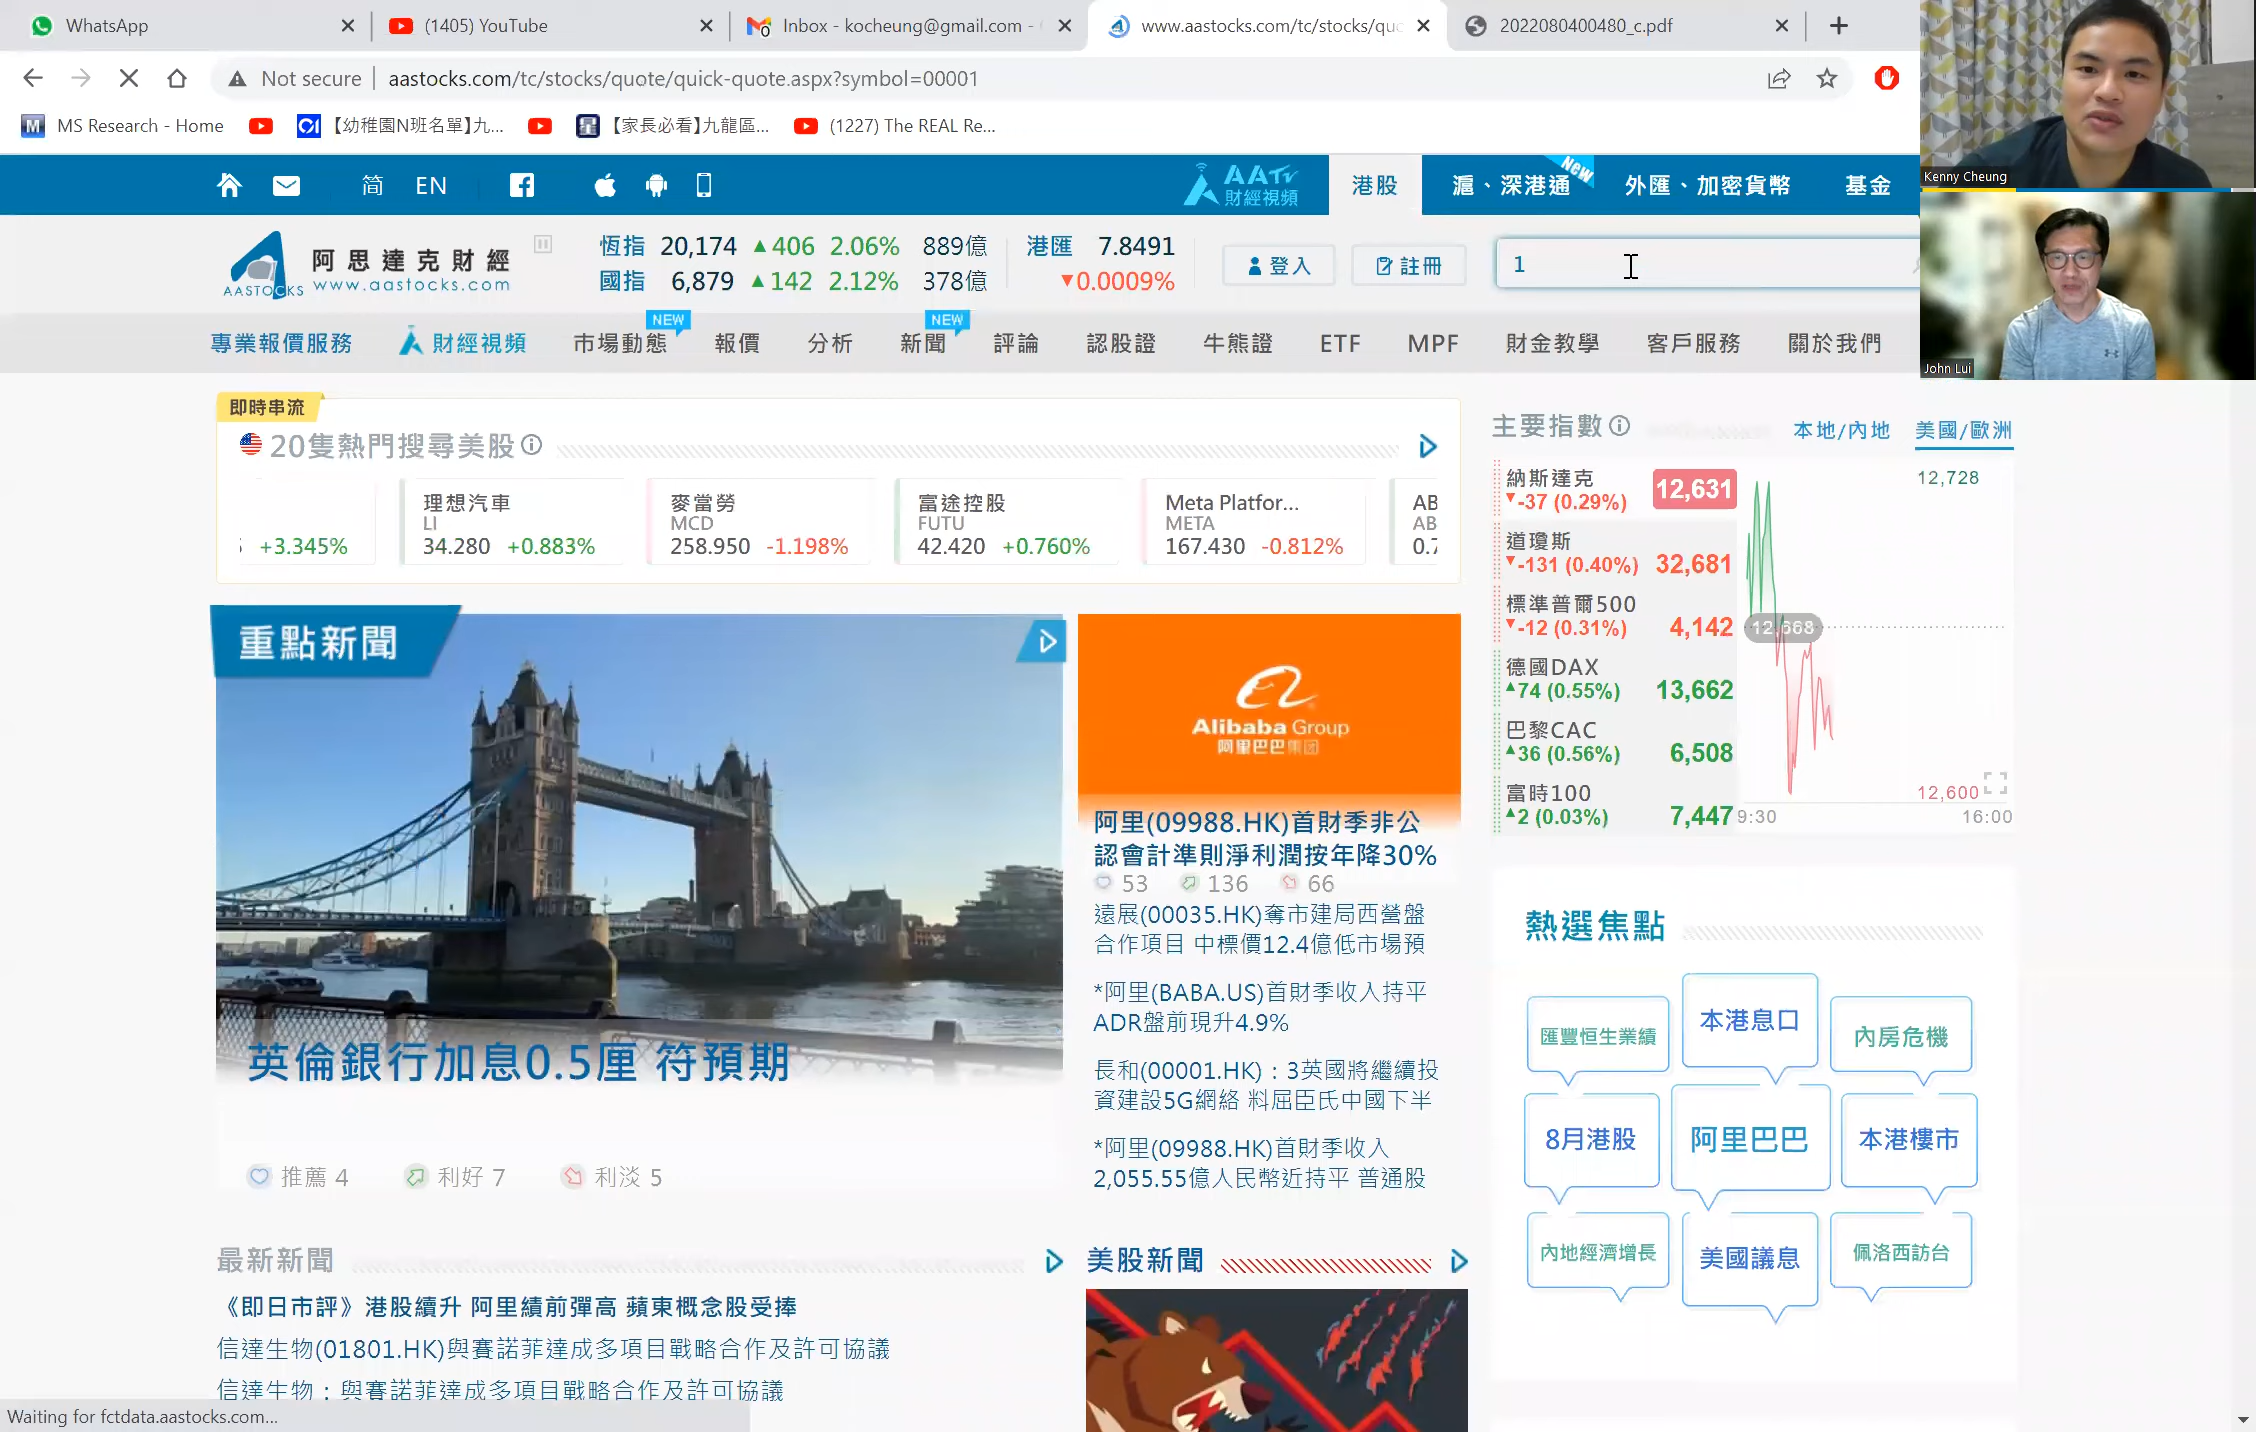 WhatsApp
(1405) YouTube
Inbox - kocheung@gmail.com -
www.aastocks.com/tc/stocks/quo
2022080400480_c.pdf
Not secure
aastocks.com/tc/stocks/quote/quick-quote.aspx?symbol=00001
MS Research - Home
【幼稚園N班名單】九...
【家長必看】九龍區...
(1227) The REAL Re...
Kenny Cheung
John Lui
简
EN
AATV
財經視頻
港股
滬、深港通
New
外匯、加密貨幣
基金
AASTOCKS
阿思達克財經
www.aastocks.com
恆指 20,174 ▲406 2.06% 889億
國指 6,879 ▲142 2.12% 378億
港匯 7.8491
▼0.0009%
登入
註冊
1
專業報價服務
財經視頻
市場動態
NEW
報價
分析
新聞
NEW
評論
認股證
牛熊證
ETF
MPF
財金教學
客戶服務
關於我們
即時串流
20隻熱門搜尋美股
+3.345%
理想汽車
LI
34.280 +0.883%
麥當勞
MCD
258.950 -1.198%
富途控股
FUTU
42.420 +0.760%
Meta Platfor...
META
167.430 -0.812%
AB
AB
0.7
主要指數
本地/內地
美國/歐洲
納斯達克
▼-37 (0.29%)
12,631
道瓊斯
▼-131 (0.40%)
32,681
標準普爾500
▼-12 (0.31%)
4,142
德國DAX
▲74 (0.55%)
13,662
巴黎CAC
▲36 (0.56%)
6,508
富時100
▲2 (0.03%)
7,447
12,728
12,668
12,600
9:30
16:00
重點新聞
英倫銀行加息0.5厘 符預期
推薦 4
利好 7
利淡 5
Alibaba Group
阿里巴巴集团
阿里(09988.HK)首財季非公
認會計準則淨利潤按年降30%
53
136
66
遠展(00035.HK)奪市建局西營盤
合作項目 中標價12.4億低市場預
*阿里(BABA.US)首財季收入持平
ADR盤前現升4.9%
長和(00001.HK)：3英國將繼續投
資建設5G網絡 料屈臣氏中國下半
*阿里(09988.HK)首財季收入
2,055.55億人民幣近持平 普通股
熱選焦點
匯豐恒生業績
本港息口
內房危機
8月港股
阿里巴巴
本港樓市
內地經濟增長
美國議息
佩洛西訪台
最新新聞
《即日市評》港股續升 阿里績前彈高 蘋東概念股受捧
信達生物(01801.HK)與賽諾菲達成多項目戰略合作及許可協議
信達生物：與賽諾菲達成多項目戰略合作及許可協議
美股新聞
Waiting for fctdata.aastocks.com...